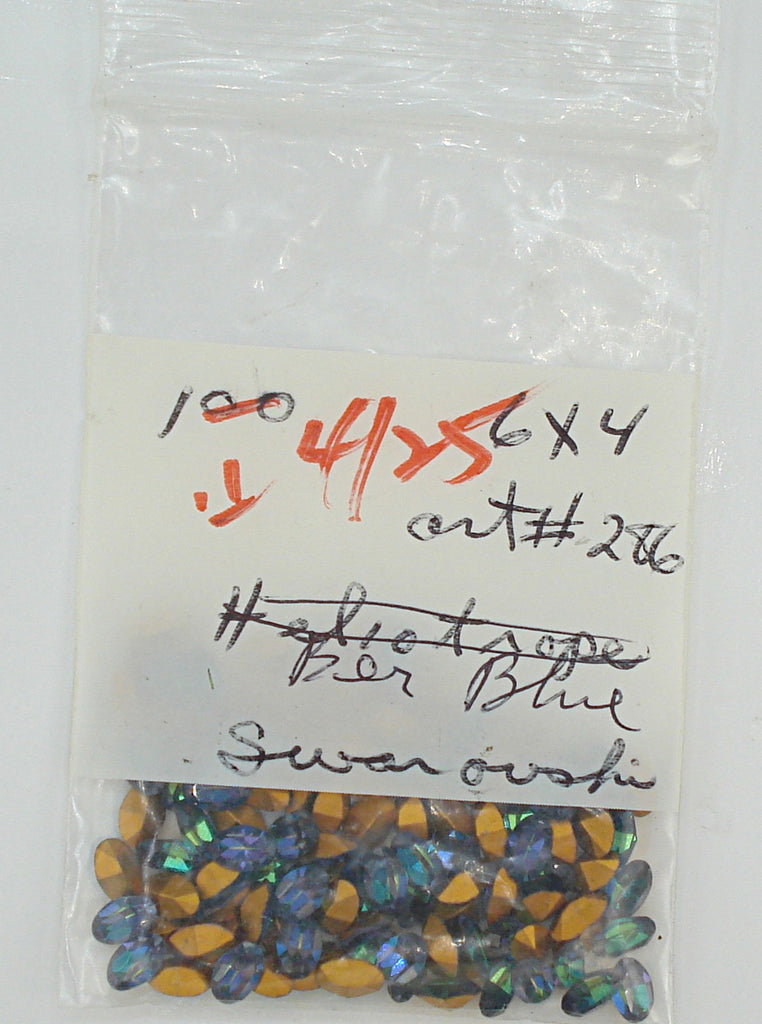 100 4/25 6X4
.1
art# 286
Heliotrope
Ber Blue
Swarovski